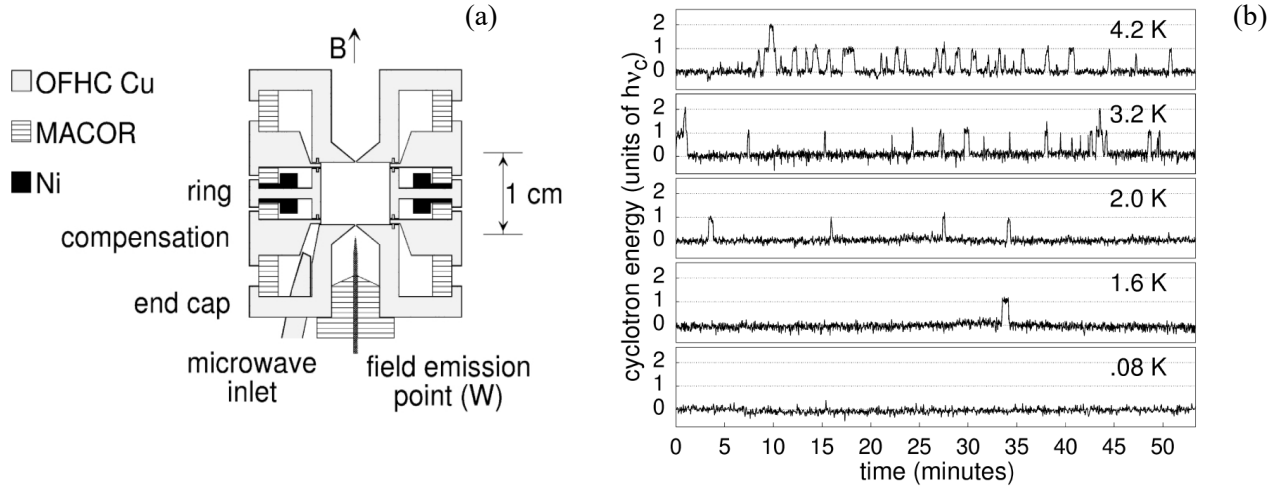 (a)
B
OFHC Cu
MACOR
Ni
ring
compensation
end cap
1 cm
microwave
inlet
field emission
point (W)
(b)
cyclotron energy (units of hνc)
2
1
0
4.2 K
2
1
0
3.2 K
2
1
0
2.0 K
2
1
0
1.6 K
2
1
0
.08 K
0 5 10 15 20 25 30 35 40 45 50
time (minutes)